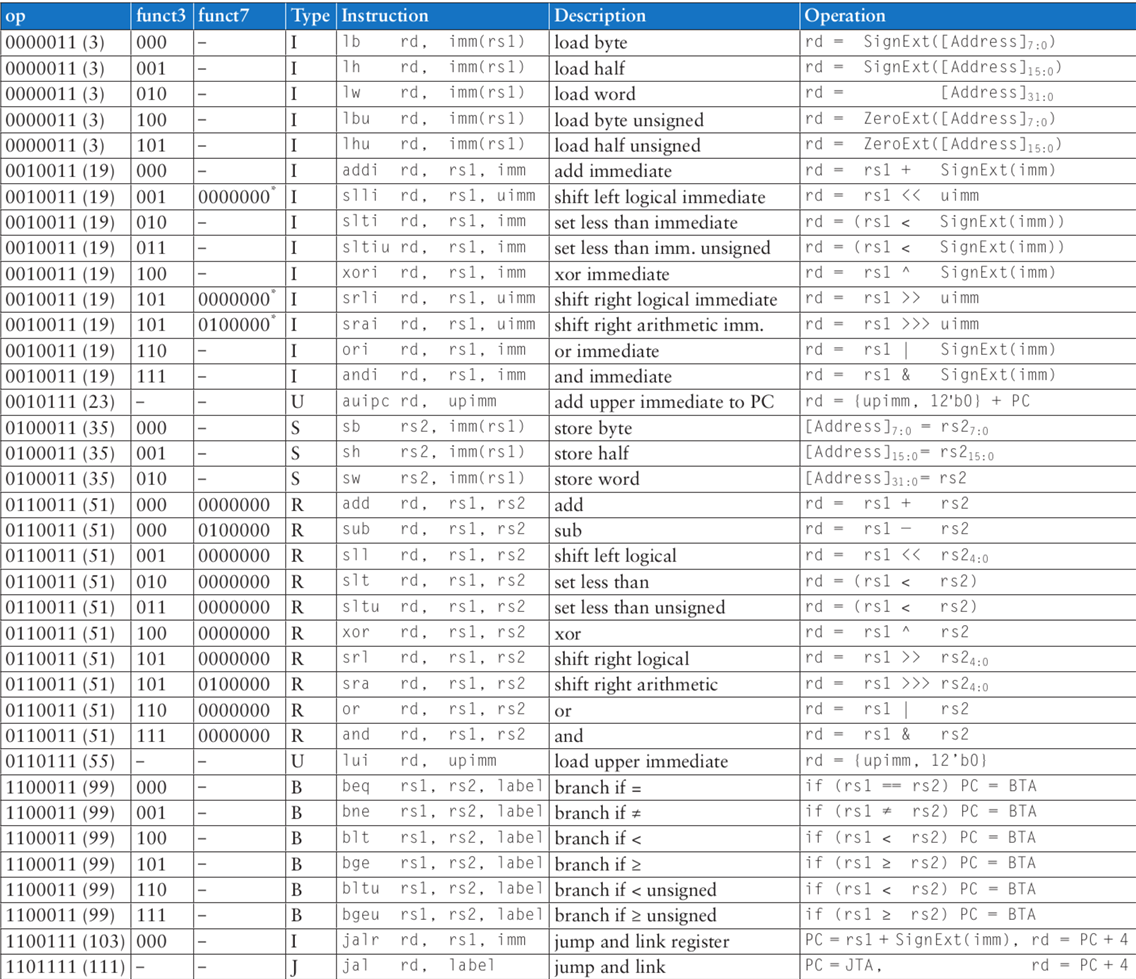 op funct3 funct7 Type Instruction Description Operation
0000011 (3) 000 – I lb rd, imm(rs1) load byte rd = SignExt([Address]7:0)
0000011 (3) 001 – I lh rd, imm(rs1) load half rd = SignExt([Address]15:0)
0000011 (3) 010 – I lw rd, imm(rs1) load word rd = [Address]31:0
0000011 (3) 100 – I lbu rd, imm(rs1) load byte unsigned rd = ZeroExt([Address]7:0)
0000011 (3) 101 – I lhu rd, imm(rs1) load half unsigned rd = ZeroExt([Address]15:0)
0010011 (19) 000 – I addi rd, rs1, imm add immediate rd = rs1 + SignExt(imm)
0010011 (19) 001 0000000* I slli rd, rs1, uimm shift left logical immediate rd = rs1 << uimm
0010011 (19) 010 – I slti rd, rs1, imm set less than immediate rd = (rs1 < SignExt(imm))
0010011 (19) 011 – I sltiu rd, rs1, imm set less than imm. unsigned rd = (rs1 < SignExt(imm))
0010011 (19) 100 – I xori rd, rs1, imm xor immediate rd = rs1 ^ SignExt(imm)
0010011 (19) 101 0000000* I srli rd, rs1, uimm shift right logical immediate rd = rs1 >> uimm
0010011 (19) 101 0100000* I srai rd, rs1, uimm shift right arithmetic imm. rd = rs1 >>> uimm
0010011 (19) 110 – I ori rd, rs1, imm or immediate rd = rs1 | SignExt(imm)
0010011 (19) 111 – I andi rd, rs1, imm and immediate rd = rs1 & SignExt(imm)
0010111 (23) – – U auipc rd, upimm add upper immediate to PC rd = {upimm, 12'b0} + PC
0100011 (35) 000 – S sb rs2, imm(rs1) store byte [Address]7:0 = rs27:0
0100011 (35) 001 – S sh rs2, imm(rs1) store half [Address]15:0 = rs215:0
0100011 (35) 010 – S sw rs2, imm(rs1) store word [Address]31:0 = rs2
0110011 (51) 000 0000000 R add rd, rs1, rs2 add rd = rs1 + rs2
0110011 (51) 000 0100000 R sub rd, rs1, rs2 sub rd = rs1 − rs2
0110011 (51) 001 0000000 R sll rd, rs1, rs2 shift left logical rd = rs1 << rs24:0
0110011 (51) 010 0000000 R slt rd, rs1, rs2 set less than rd = (rs1 < rs2)
0110011 (51) 011 0000000 R sltu rd, rs1, rs2 set less than unsigned rd = (rs1 < rs2)
0110011 (51) 100 0000000 R xor rd, rs1, rs2 xor rd = rs1 ^ rs2
0110011 (51) 101 0000000 R srl rd, rs1, rs2 shift right logical rd = rs1 >> rs24:0
0110011 (51) 101 0100000 R sra rd, rs1, rs2 shift right arithmetic rd = rs1 >>> rs24:0
0110011 (51) 110 0000000 R or rd, rs1, rs2 or rd = rs1 | rs2
0110011 (51) 111 0000000 R and rd, rs1, rs2 and rd = rs1 & rs2
0110111 (55) – – U lui rd, upimm load upper immediate rd = {upimm, 12'b0}
1100011 (99) 000 – B beq rs1, rs2, label branch if = if (rs1 == rs2) PC = BTA
1100011 (99) 001 – B bne rs1, rs2, label branch if ≠ if (rs1 ≠ rs2) PC = BTA
1100011 (99) 100 – B blt rs1, rs2, label branch if < if (rs1 < rs2) PC = BTA
1100011 (99) 101 – B bge rs1, rs2, label branch if ≥ if (rs1 ≥ rs2) PC = BTA
1100011 (99) 110 – B bltu rs1, rs2, label branch if < unsigned if (rs1 < rs2) PC = BTA
1100011 (99) 111 – B bgeu rs1, rs2, label branch if ≥ unsigned if (rs1 ≥ rs2) PC = BTA
1100111 (103) 000 – I jalr rd, rs1, imm jump and link register PC = rs1 + SignExt(imm), rd = PC + 4
1101111 (111) – – J jal rd, label jump and link PC = JTA, rd = PC + 4